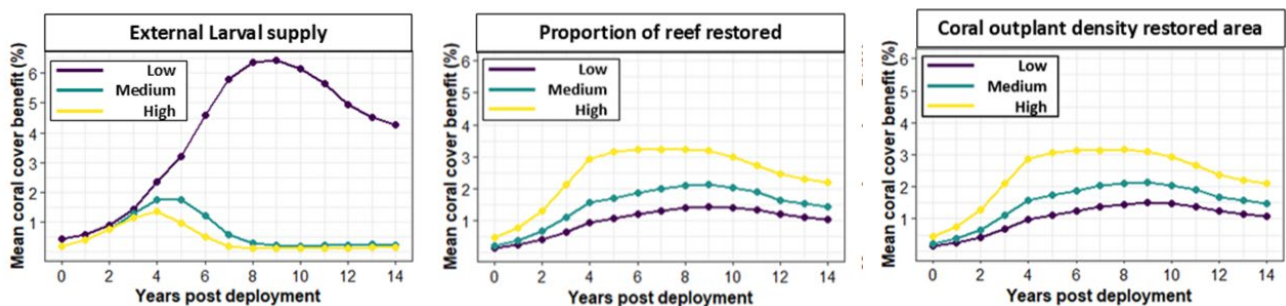 External Larval supply
Mean coral cover benefit (%)
6
5
4
3
2
1
Low
Medium
High
0 2 4 6 8 10 12 14
Years post deployment
Proportion of reef restored
Mean coral cover benefit (%)
6
5
4
3
2
1
Low
Medium
High
0 2 4 6 8 10 12 14
Years post deployment
Coral outplant density restored area
Mean coral cover benefit (%)
6
5
4
3
2
1
Low
Medium
High
0 2 4 6 8 10 12 14
Years post deployment